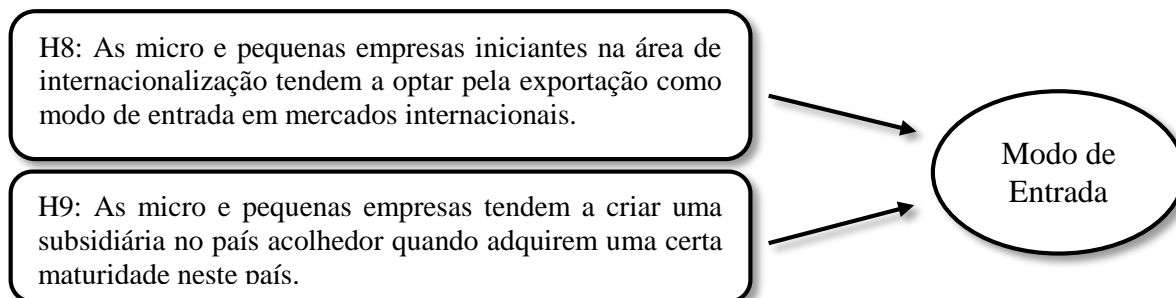 H8: As micro e pequenas empresas iniciantes na área de
internacionalização tendem a optar pela exportação como
modo de entrada em mercados internacionais.
H9: As micro e pequenas empresas tendem a criar uma
subsidiária no país acolhedor quando adquirem uma certa
maturidade neste país.
Modo de
Entrada